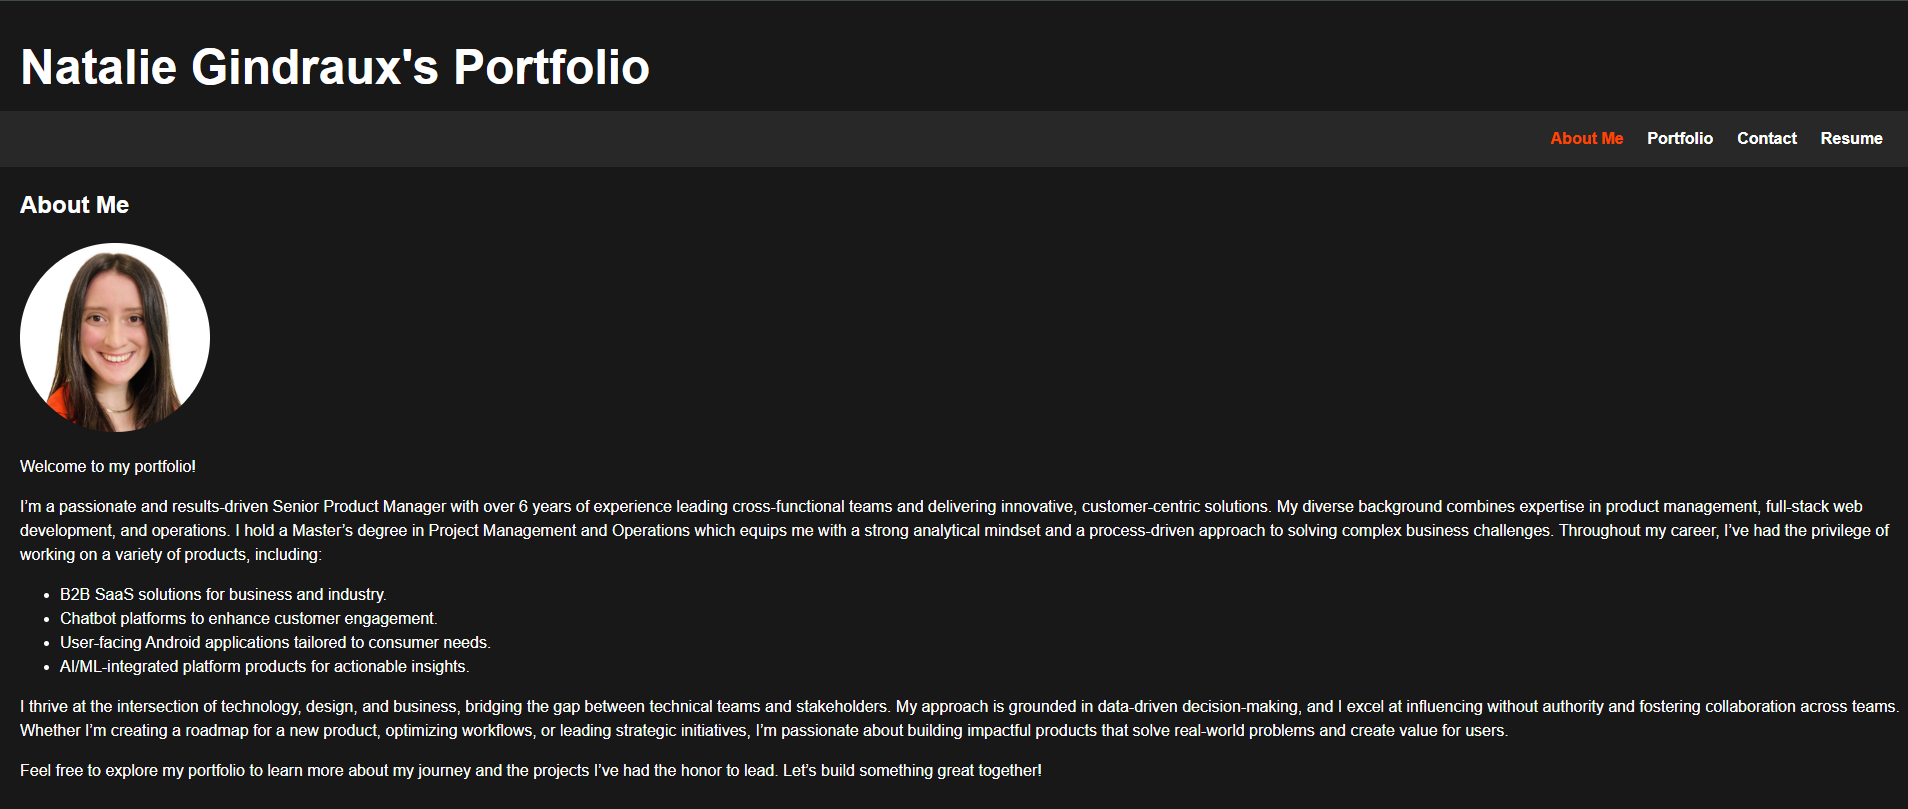 Natalie Gindraux's Portfolio
About Me Portfolio Contact Resume
About Me
Welcome to my portfolio!
I’m a passionate and results-driven Senior Product Manager with over 6 years of experience leading cross-functional teams and delivering innovative, customer-centric solutions. My diverse background combines expertise in product management, full-stack web
development, and operations. I hold a Master’s degree in Project Management and Operations which equips me with a strong analytical mindset and a process-driven approach to solving complex business challenges. Throughout my career, I’ve had the privilege of
working on a variety of products, including:
• B2B SaaS solutions for business and industry.
• Chatbot platforms to enhance customer engagement.
• User-facing Android applications tailored to consumer needs.
• AI/ML-integrated platform products for actionable insights.
I thrive at the intersection of technology, design, and business, bridging the gap between technical teams and stakeholders. My approach is grounded in data-driven decision-making, and I excel at influencing without authority and fostering collaboration across teams.
Whether I’m creating a roadmap for a new product, optimizing workflows, or leading strategic initiatives, I’m passionate about building impactful products that solve real-world problems and create value for users.
Feel free to explore my portfolio to learn more about my journey and the projects I’ve had the honor to lead. Let’s build something great together!